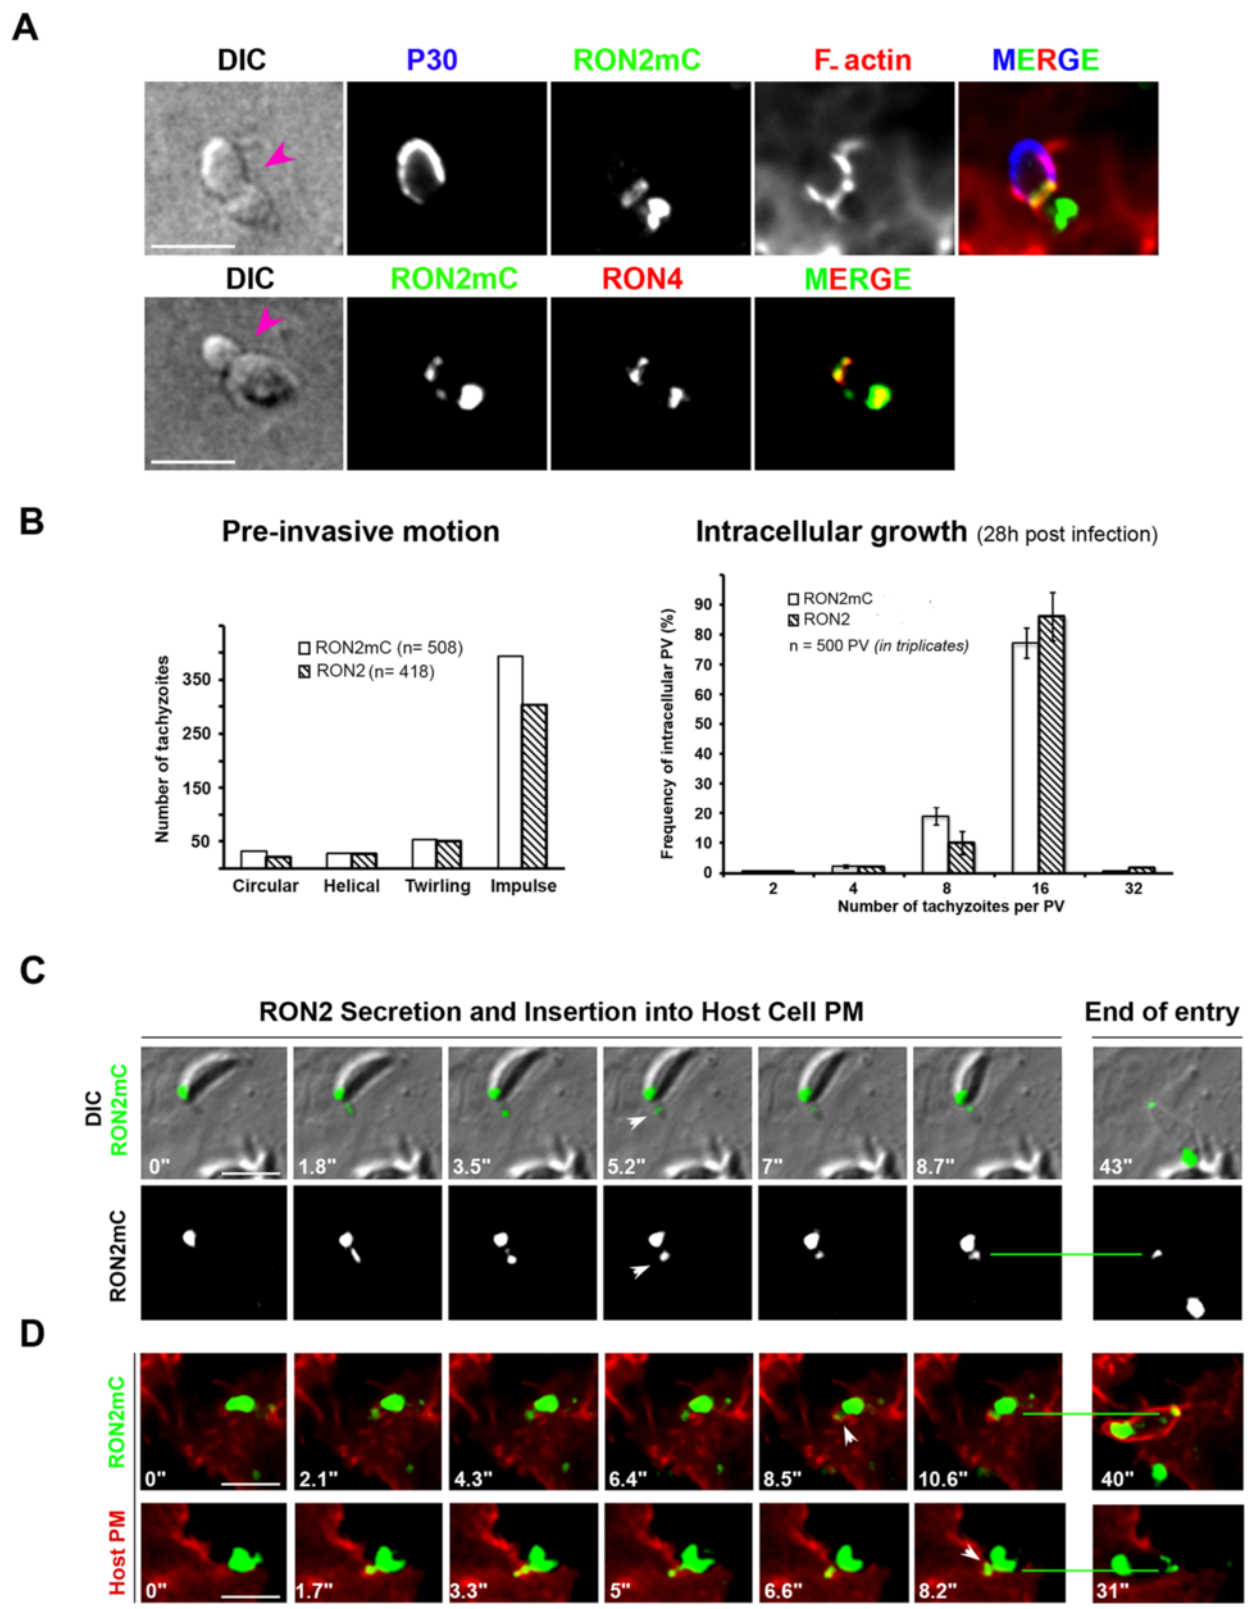 A
DIC P30 RON2mC F- actin MERGE
DIC RON2mC RON4 MERGE
B
Pre-invasive motion
Number of tachyzoites
350
250
150
50
RON2mC (n= 508)
RON2 (n= 418)
Circular Helical Twirling Impulse
Intracellular growth (28h post infection)
Frequency of intracellular PV (%)
90
80
70
60
50
40
30
20
10
0
RON2mC
RON2
n = 500 PV (in triplicates)
2 4 8 16 32
Number of tachyzoites per PV
C
RON2 Secretion and Insertion into Host Cell PM End of entry
DIC
RON2mC
0" 1.8" 3.5" 5.2" 7" 8.7" 43"
RON2mC
D
RON2mC
0" 2.1" 4.3" 6.4" 8.5" 10.6" 40"
Host PM
0" 1.7" 3.3" 5" 6.6" 8.2" 31"